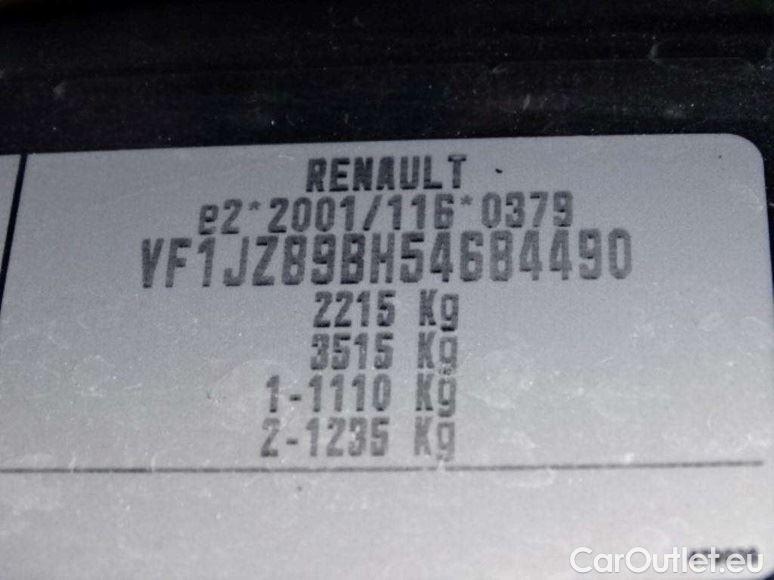 RENAULT
e2*2001/116*0379
VF1JZ89BH54684490
2215 Kg
3515 Kg
1-1110 Kg
2-1235 Kg
CarOutlet.eu